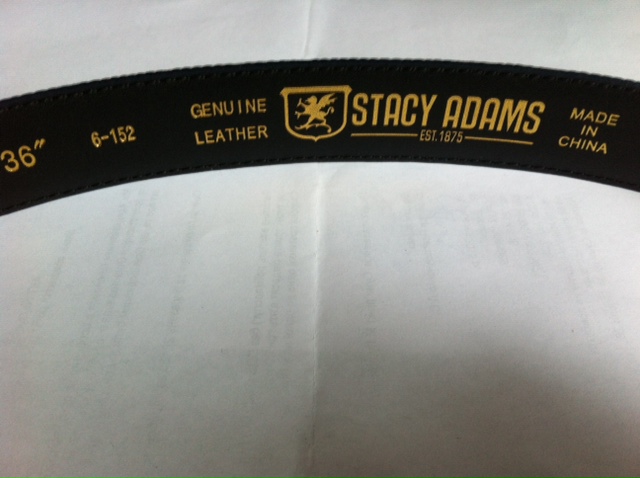 36"
6-152
GENUINE
LEATHER
STACY ADAMS
EST. 1875
MADE
IN
CHINA